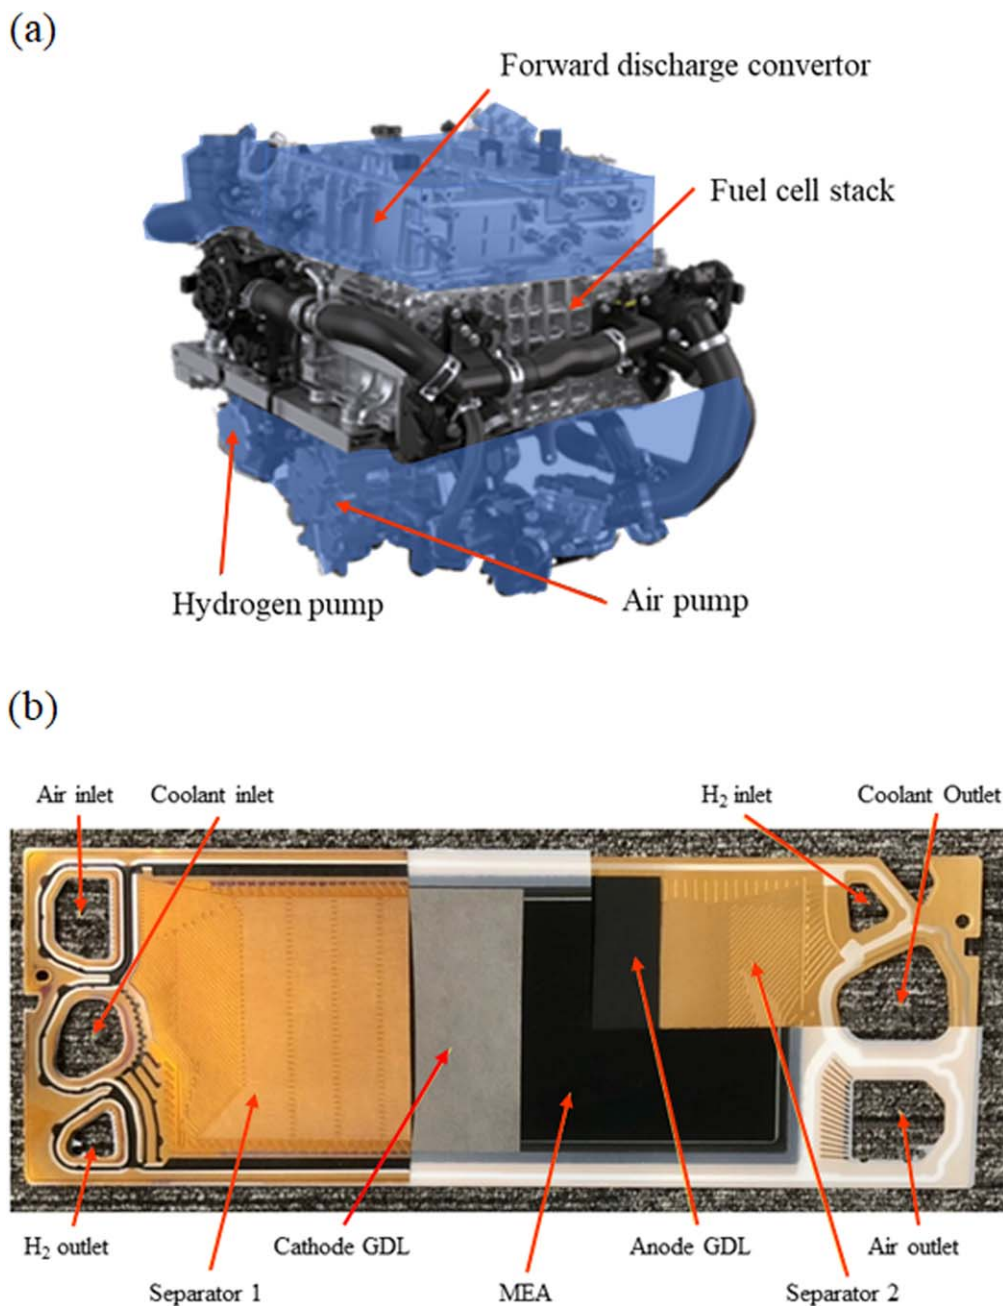 (a)
Forward discharge convertor
Fuel cell stack
Hydrogen pump
Air pump
(b)
Air inlet
Coolant inlet
H₂ inlet
Coolant Outlet
H₂ outlet
Cathode GDL
Anode GDL
Air outlet
Separator 1
MEA
Separator 2